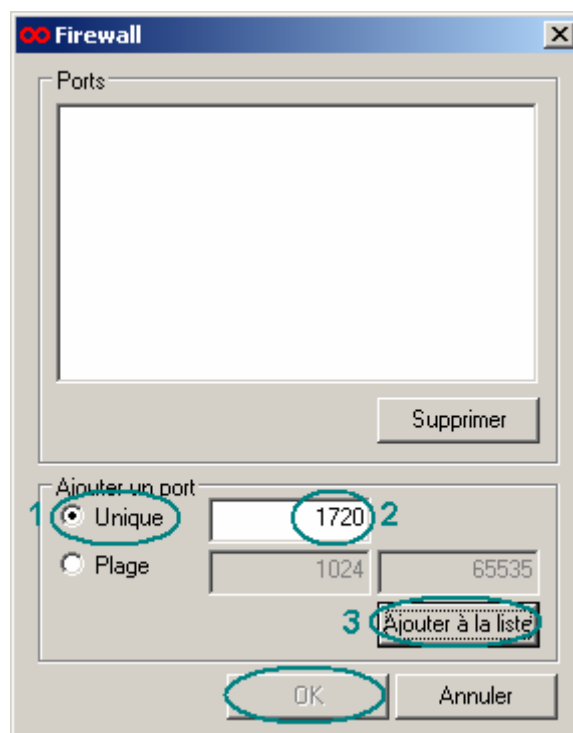 Firewall
Ports
Supprimer
Ajouter un port
1 Unique 1720 2
Plage 1024 65535
3 Ajouter à la liste
OK Annuler